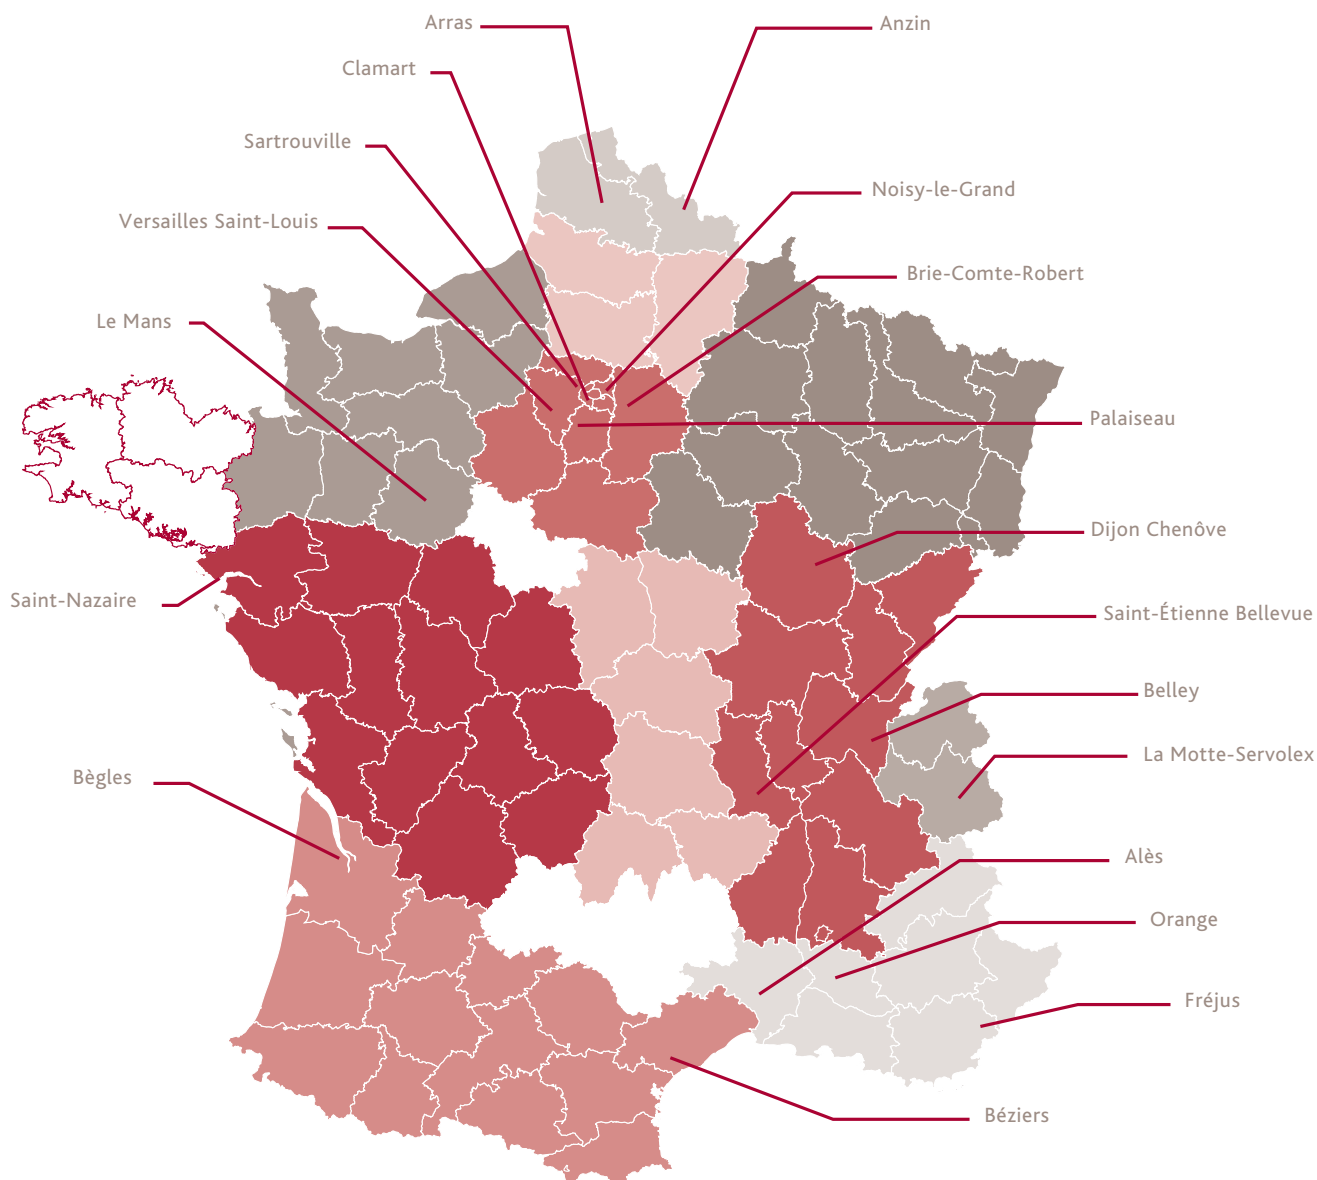 Arras
Anzin
Clamart
Sartrouville
Noisy-le-Grand
Versailles Saint-Louis
Brie-Comte-Robert
Le Mans
Palaiseau
Dijon Chenôve
Saint-Nazaire
Saint-Étienne Bellevue
Belley
La Motte-Servolex
Bègles
Alès
Orange
Fréjus
Béziers